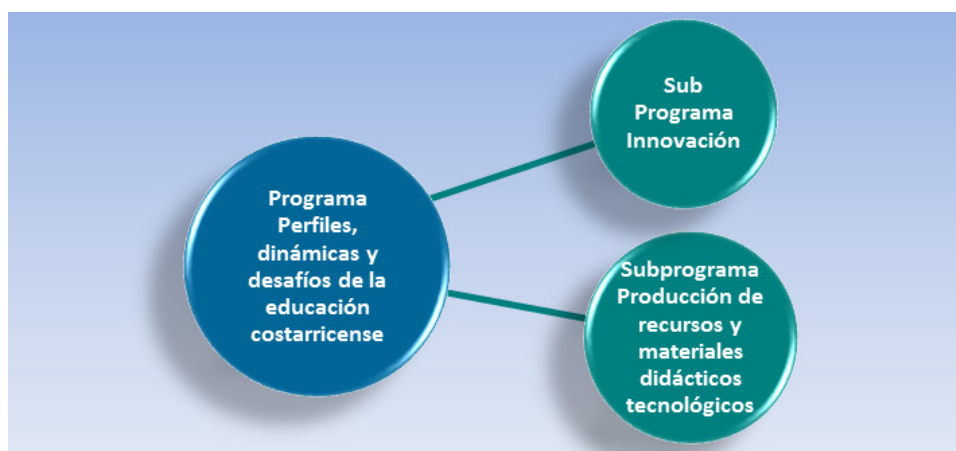 Programa
Perfiles,
dinámicas y
desafíos de la
educación
costarricense
Sub
Programa
Innovación
Subprograma
Producción de
recursos y
materiales
didácticos
tecnológicos